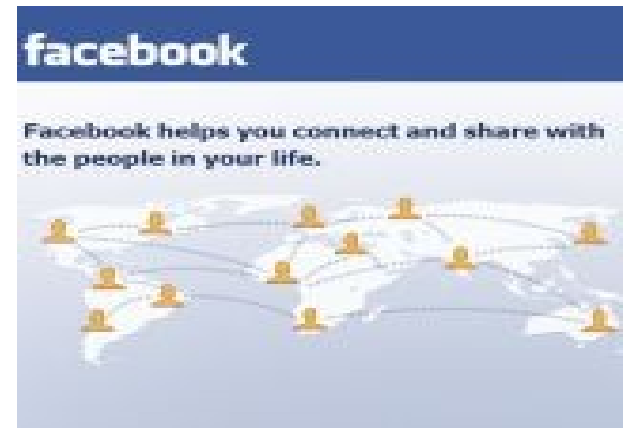 facebook
Facebook helps you connect and share with
the people in your life.